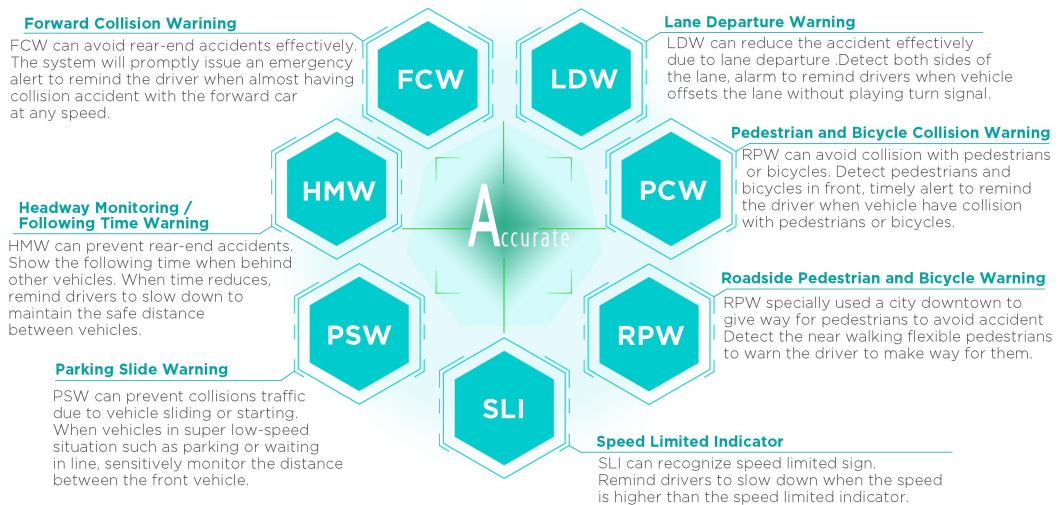 Forward Collision Warining
FCW can avoid rear-end accidents effectively.
The system will promptly issue an emergency
alert to remind the driver when almost having
collision accident with the forward car
at any speed.
FCW
LDW
Lane Departure Warning
LDW can reduce the accident effectively
due to lane departure .Detect both sides of
the lane, alarm to remind drivers when vehicle
offsets the lane without playing turn signal.
HMW
Headway Monitoring /
Following Time Warning
HMW can prevent rear-end accidents.
Show the following time when behind
other vehicles. When time reduces,
remind drivers to slow down to
maintain the safe distance
between vehicles.
Accurate
PCW
Pedestrian and Bicycle Collision Warning
RPW can avoid collision with pedestrians
or bicycles. Detect pedestrians and
bicycles in front, timely alert to remind
the driver when vehicle have collision
with pedestrians or bicycles.
PSW
Parking Slide Warning
PSW can prevent collisions traffic
due to vehicle sliding or starting.
When vehicles in super low-speed
situation such as parking or waiting
in line, sensitively monitor the distance
between the front vehicle.
RPW
Roadside Pedestrian and Bicycle Warning
RPW specially used a city downtown to
give way for pedestrians to avoid accident
Detect the near walking flexible pedestrians
to warn the driver to make way for them.
SLI
Speed Limited Indicator
SLI can recognize speed limited sign.
Remind drivers to slow down when the speed
is higher than the speed limited indicator.